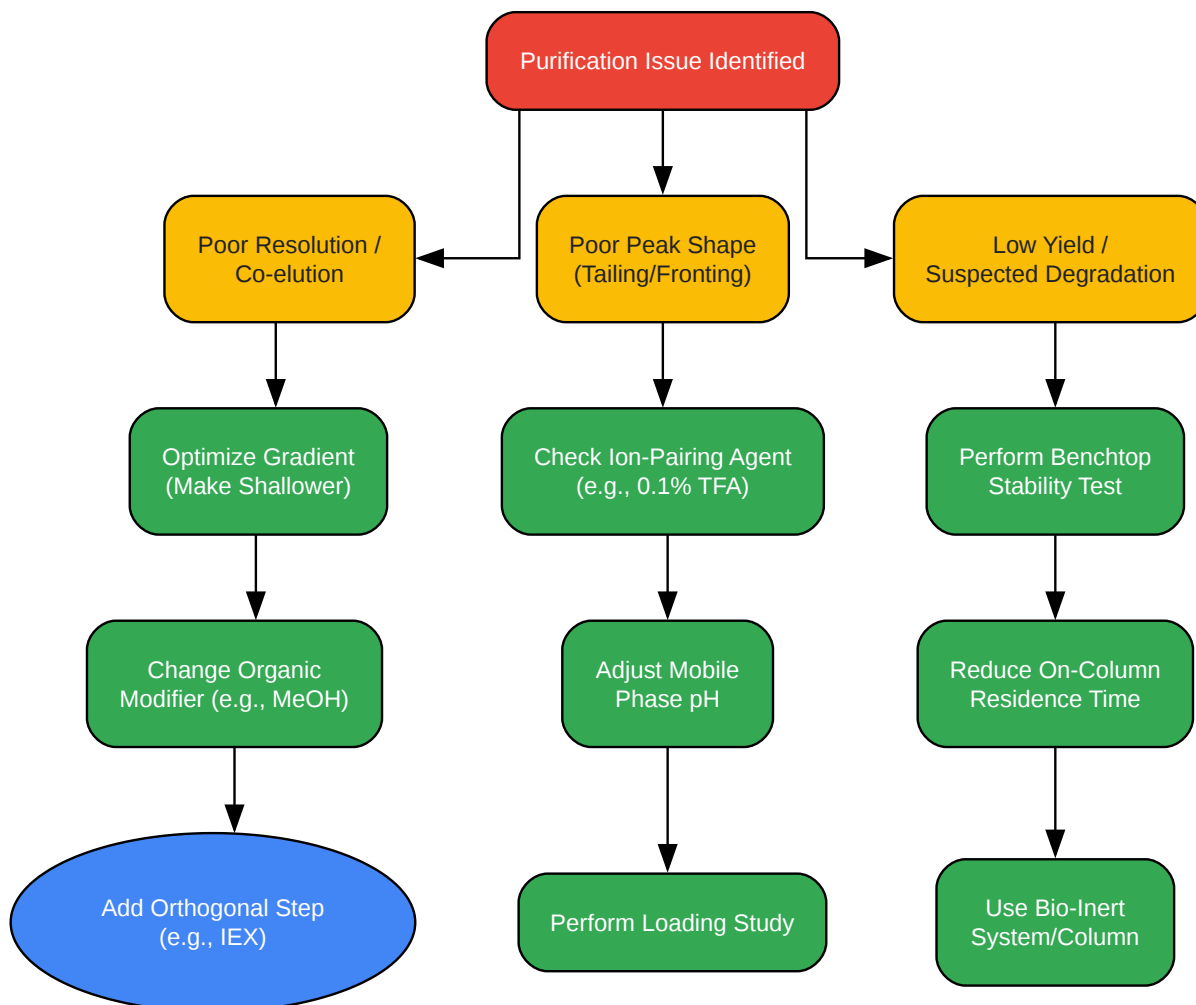 Purification Issue Identified
Poor Resolution /
Co-elution
Poor Peak Shape
(Tailing/Fronting)
Low Yield /
Suspected Degradation
Optimize Gradient
(Make Shallower)
Check Ion-Pairing Agent
(e.g., 0.1% TFA)
Perform Benchtop
Stability Test
Change Organic
Modifier (e.g., MeOH)
Adjust Mobile
Phase pH
Reduce On-Column
Residence Time
Add Orthogonal Step
(e.g., IEX)
Perform Loading Study
Use Bio-Inert
System/Column